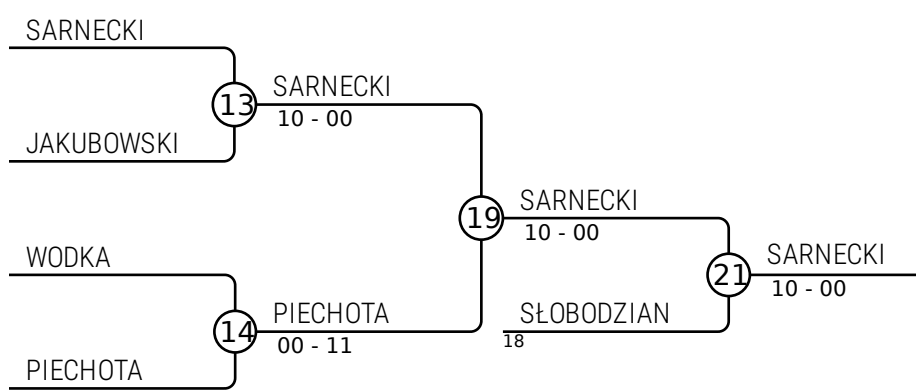 SARNECKI
13
SARNECKI
10 - 00
JAKUBOWSKI
19
SARNECKI
10 - 00
WODKA
21
SARNECKI
10 - 00
14
PIECHOTA
00 - 11
SŁOBODZIAN
18
PIECHOTA